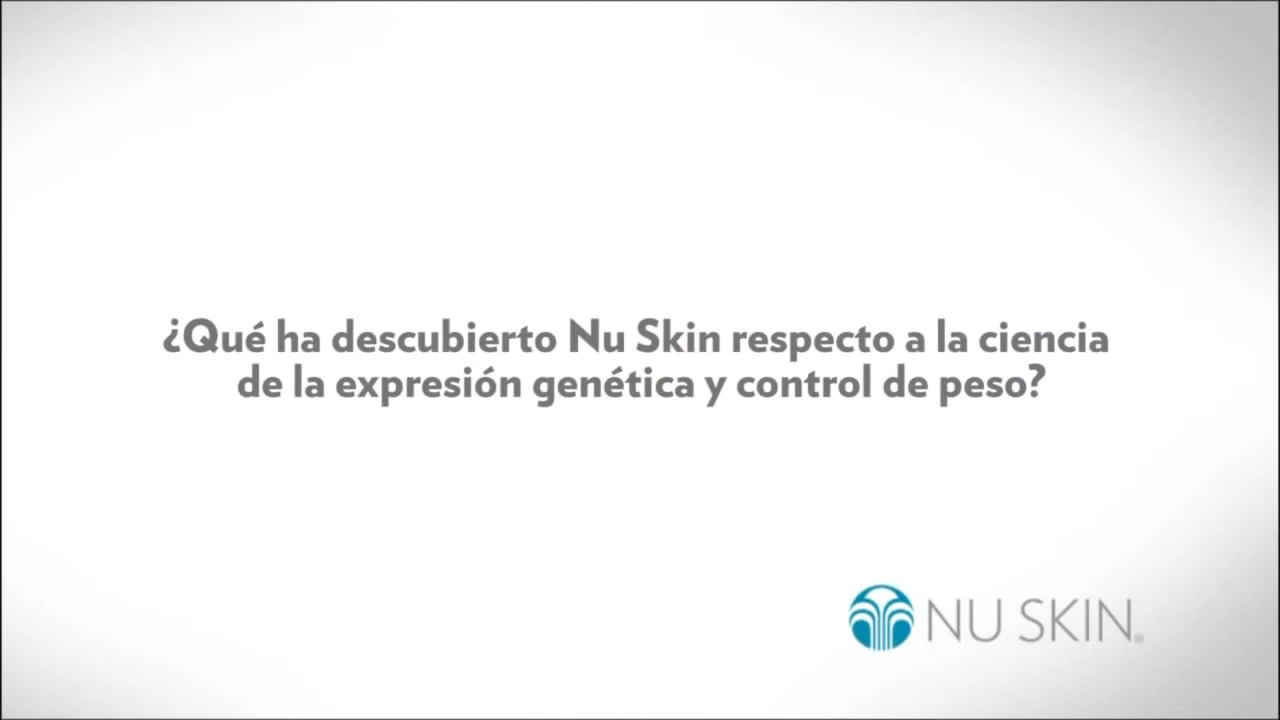 ¿Qué ha descubierto Nu Skin respecto a la ciencia
de la expresión genética y control de peso?
NU SKIN®